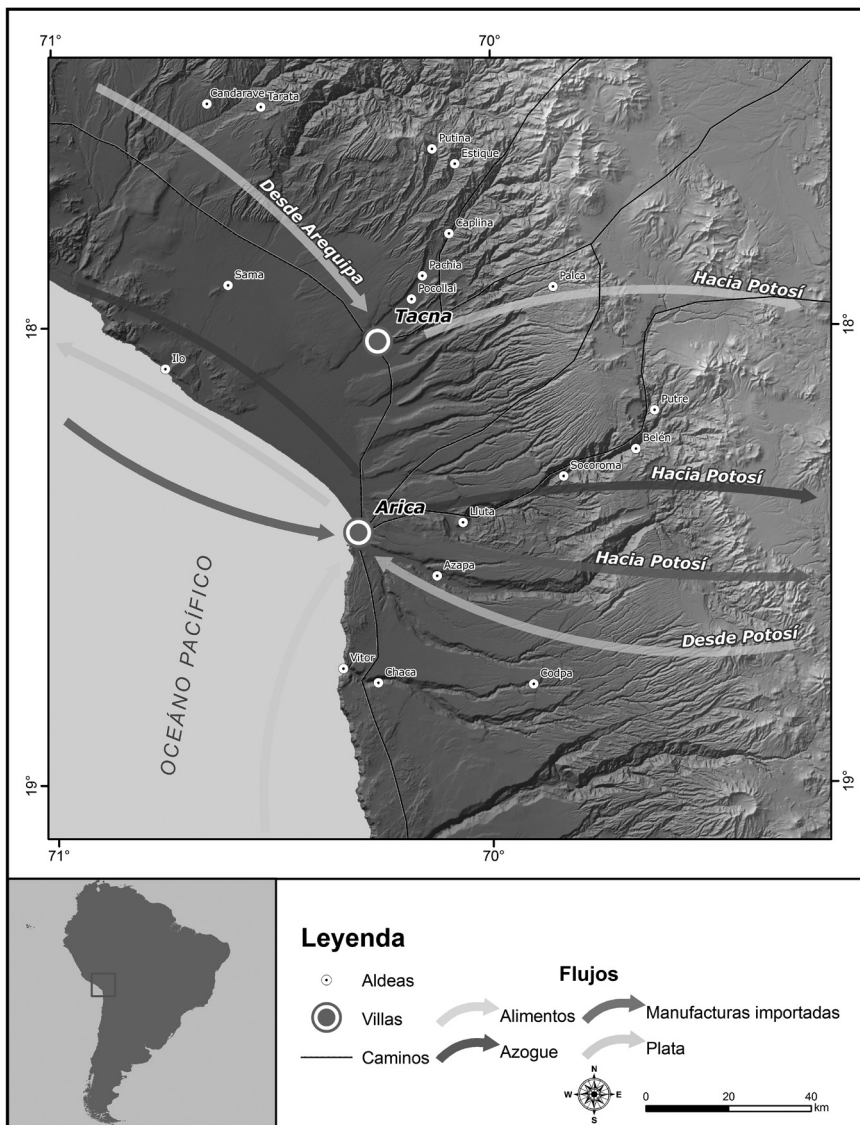 71°
70°
Candarave
Tarata
Putina
Estique
Desde Arequipa
Caplina
Pachia
Sama
Palca
Pocollai
Hacia Potosí
Tacna
18°
18°
Ilo
Putre
Belén
Socoroma
Hacia Potosí
Arica
Lluta
Hacia Potosí
Azapa
OCEÁNO PACÍFICO
Desde Potosí
Vitor
Chaca
Codpa
19°
19°
71°
70°
Leyenda
Aldeas
Flujos
Villas
Alimentos
Manufacturas importadas
Caminos
Azogue
Plata
N
W
E
S
0 20 40
km